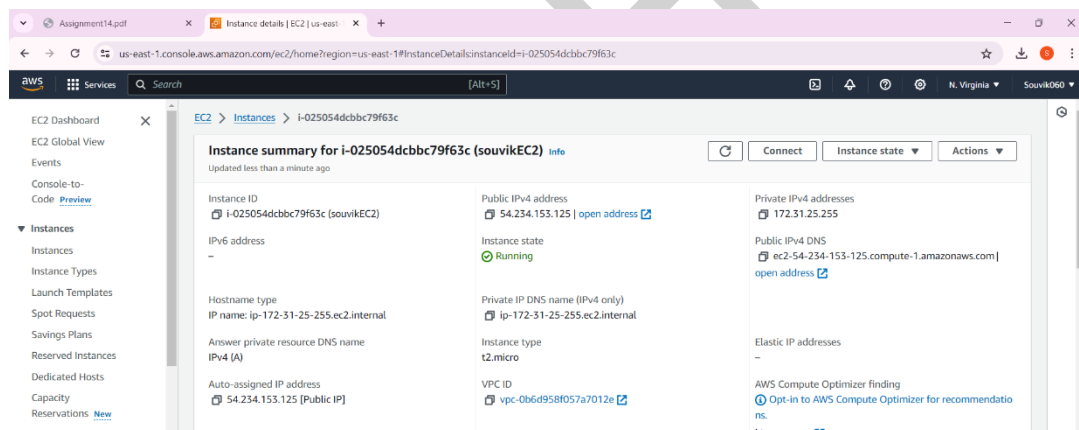 Assignment14.pdf
Instance details | EC2 | us-east-
us-east-1.console.aws.amazon.com/ec2/home?region=us-east-1#InstanceDetails:instanceId=i-025054dcbbc79f63c
S
aws
Services
Search
[Alt+S]
N. Virginia
Souvik060
EC2 Dashboard
EC2 Global View
Events
Console-to-
Code Preview
Instances
Instances
Instance Types
Launch Templates
Spot Requests
Savings Plans
Reserved Instances
Dedicated Hosts
Capacity
Reservations New
EC2 > Instances > i-025054dcbbc79f63c
Instance summary for i-025054dcbbc79f63c (souvikEC2) Info
Updated less than a minute ago
Connect
Instance state
Actions
Instance ID
i-025054dcbbc79f63c (souvikEC2)
Public IPv4 address
54.234.153.125 | open address
Private IPv4 addresses
172.31.25.255
IPv6 address
–
Instance state
Running
Public IPv4 DNS
ec2-54-234-153-125.compute-1.amazonaws.com |
open address
Hostname type
IP name: ip-172-31-25-255.ec2.internal
Private IP DNS name (IPv4 only)
ip-172-31-25-255.ec2.internal
Answer private resource DNS name
IPv4 (A)
Instance type
t2.micro
Elastic IP addresses
–
Auto-assigned IP address
54.234.153.125 [Public IP]
VPC ID
vpc-0b6d958f057a7012e
AWS Compute Optimizer finding
Opt-in to AWS Compute Optimizer for recommendatio
ns.